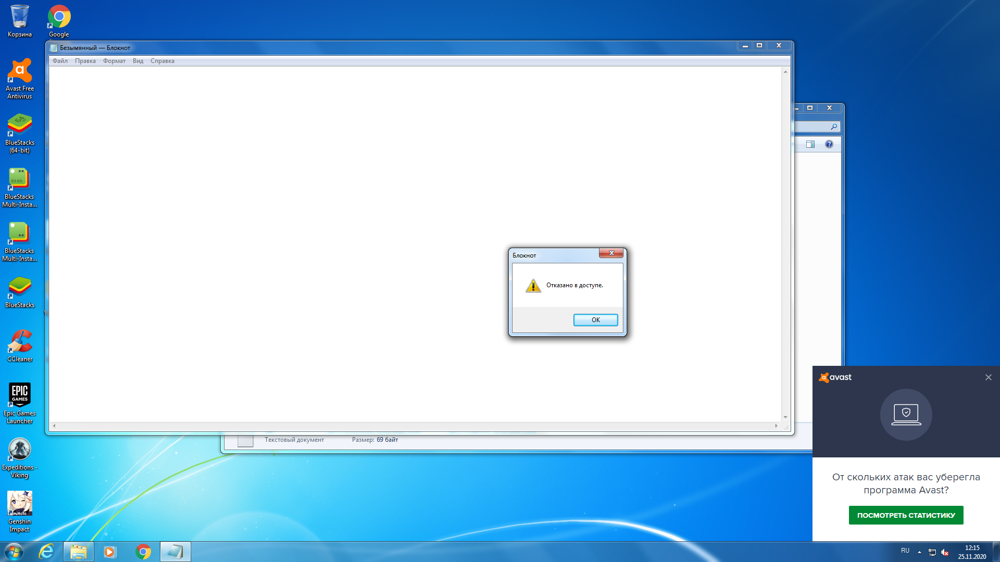 Корзина
Google
Avast Free
Antivirus
BlueStacks
(64-bit)
64-bit
BlueStacks
Multi-Insta...
BlueStacks
Multi-Insta...
BlueStacks
CCleaner
EPIC
GAMES
Epic Games
Launcher
Expeditions -
Viking
miHoYo
Genshin
Impact
Безымянный — Блокнот
Файл Правка Формат Вид Справка
Блокнот
Отказано в доступе.
OK
Текстовый документ Размер: 69 байт
avast
От скольких атак вас уберегла
программа Avast?
ПОСМОТРЕТЬ СТАТИСТИКУ
RU
12:15
25.11.2020